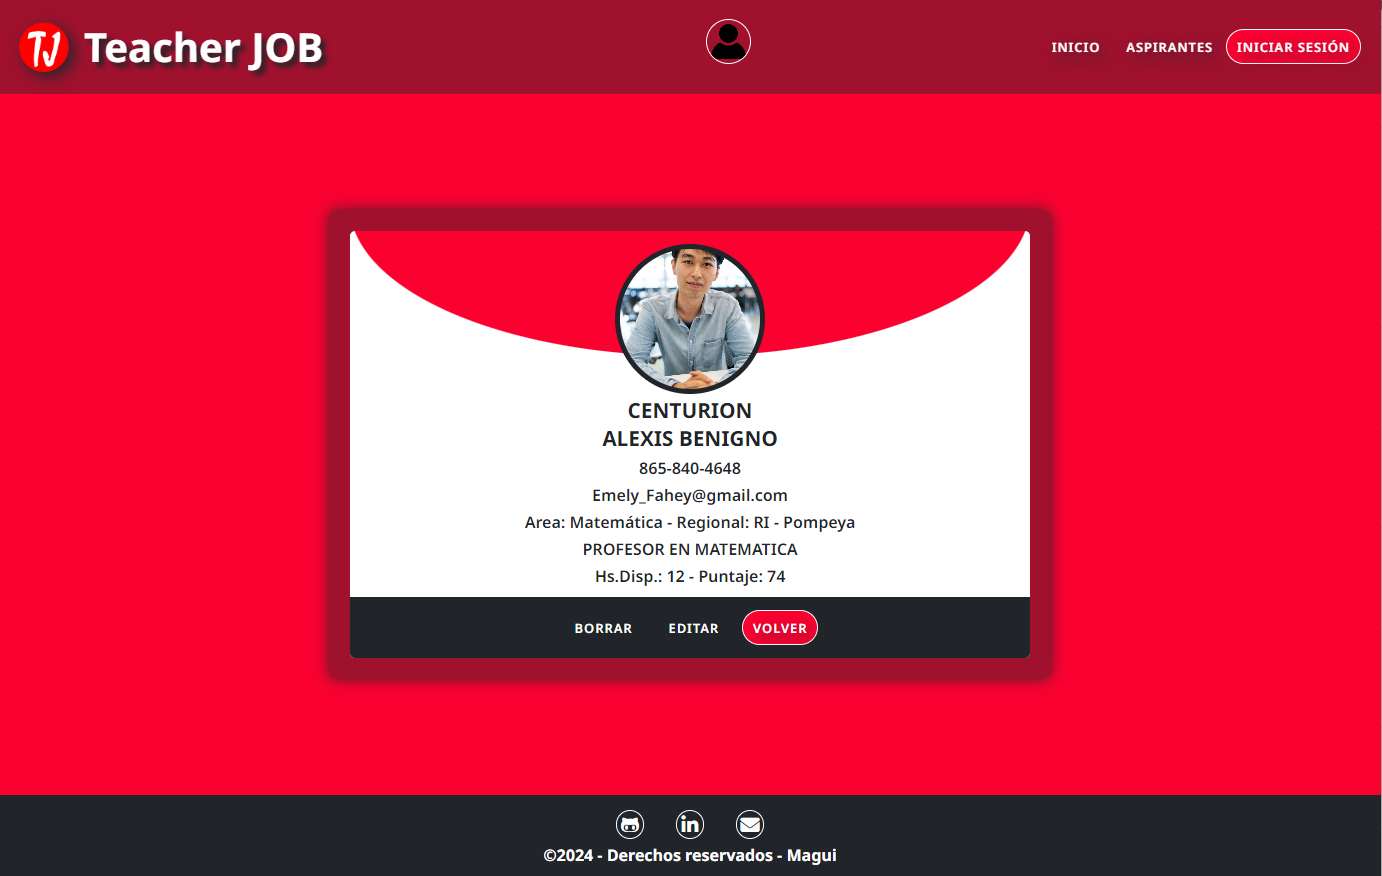 TJ Teacher JOB
INICIO ASPIRANTES INICIAR SESIÓN
CENTURION
ALEXIS BENIGNO
865-840-4648
Emely_Fahey@gmail.com
Area: Matemática - Regional: RI - Pompeya
PROFESOR EN MATEMATICA
Hs.Disp.: 12 - Puntaje: 74
BORRAR EDITAR VOLVER
in
©2024 - Derechos reservados - Magui